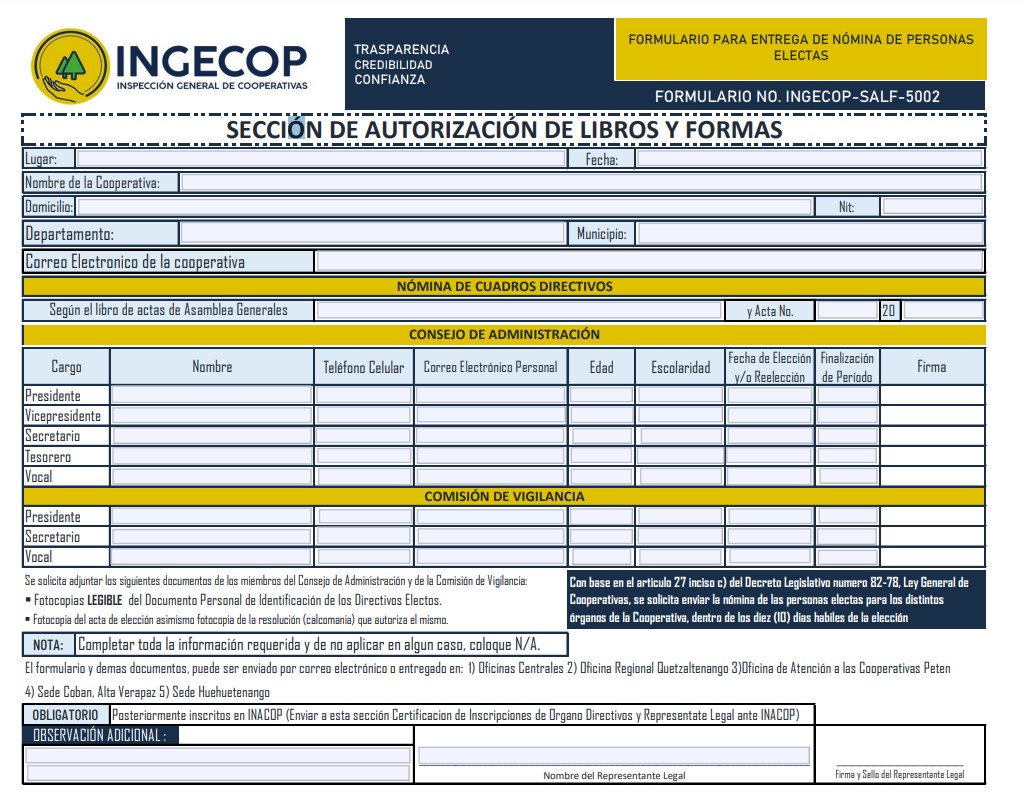 INGECOP
INSPECCIÓN GENERAL DE COOPERATIVAS
TRASPARENCIA
CREDIBILIDAD
CONFIANZA
FORMULARIO PARA ENTREGA DE NÓMINA DE PERSONAS
ELECTAS
FORMULARIO NO. INGECOP-SALF-5002
SECCIÓN DE AUTORIZACIÓN DE LIBROS Y FORMAS
Lugar: Fecha:
Nombre de la Cooperativa:
Domicilio: Nit:
Departamento: Municipio:
Correo Electronico de la cooperativa
NÓMINA DE CUADROS DIRECTIVOS
Según el libro de actas de Asamblea Generales y Acta No. 20
CONSEJO DE ADMINISTRACIÓN
Cargo Nombre Teléfono Celular Correo Electrónico Personal Edad Escolaridad Fecha de Elección y/o Reelección Finalización de Período Firma
Presidente
Vicepresidente
Secretario
Tesorero
Vocal
COMISIÓN DE VIGILANCIA
Presidente
Secretario
Vocal
Se solicita adjuntar los siguientes documentos de los miembros del Consejo de Administración y de la Comisión de Vigilancia:
▪ Fotocopias LEGIBLE del Documento Personal de Identificación de los Directivos Electos.
▪ Fotocopia del acta de elección asimismo fotocopia de la resolución (calcomania) que autoriza el mismo.
Con base en el articulo 27 inciso c) del Decreto Legislativo numero 82-78, Ley General de
Cooperativas, se solicita enviar la nómina de las personas electas para los distintos
órganos de la Cooperativa, dentro de los diez (10) dias habiles de la elección
NOTA: Completar toda la información requerida y de no aplicar en algun caso, coloque N/A.
El formulario y demas documentos, puede ser enviado por correo electrónico o entregado en: 1) Oficinas Centrales 2) Oficina Regional Quetzaltenango 3)Oficina de Atención a las Cooperativas Peten
4) Sede Coban, Alta Verapaz 5) Sede Huehuetenango
OBLIGATORIO Posteriormente inscritos en INACOP (Enviar a esta sección Certificacion de Inscripciones de Organo Directivos y Representate Legal ante INACOP)
OBSERVACIÓN ADICIONAL :
Nombre del Representante Legal
Firma y Sello del Representante Legal